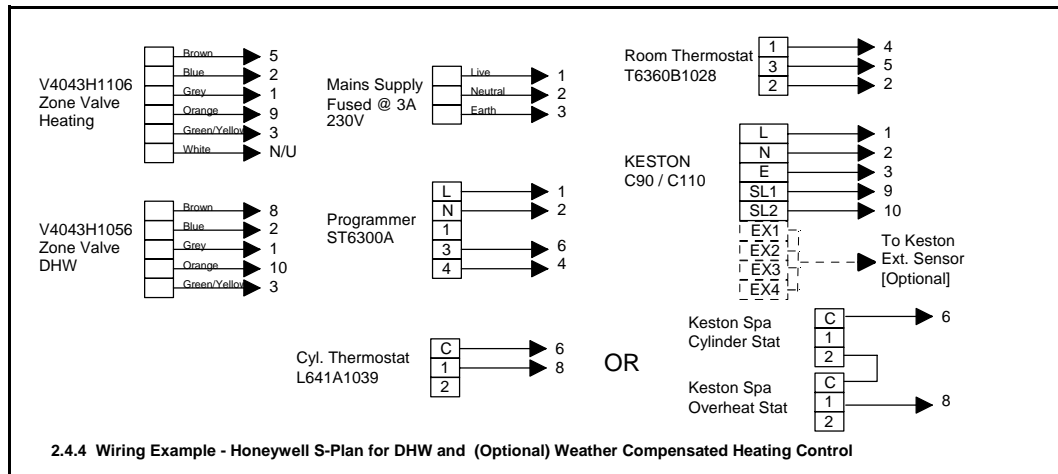 V4043H1106
Zone Valve
Heating
Brown 5
Blue 2
Grey 1
Orange 9
Green/Yellow 3
White N/U
Mains Supply
Fused @ 3A
230V
Live 1
Neutral 2
Earth 3
Room Thermostat
T6360B1028
1 4
3 5
2 2
V4043H1056
Zone Valve
DHW
Brown 8
Blue 2
Grey 1
Orange 10
Green/Yellow 3
Programmer
ST6300A
L 1
N 2
1
3 6
4 4
KESTON
C90 / C110
L 1
N 2
E 3
SL1 9
SL2 10
EX1
EX2
EX3
EX4
To Keston
Ext. Sensor
[Optional]
Cyl. Thermostat
L641A1039
C 6
1 8
2
OR
Keston Spa
Cylinder Stat
C 6
1
2
Keston Spa
Overheat Stat
C
1 8
2
2.4.4 Wiring Example - Honeywell S-Plan for DHW and (Optional) Weather Compensated Heating Control